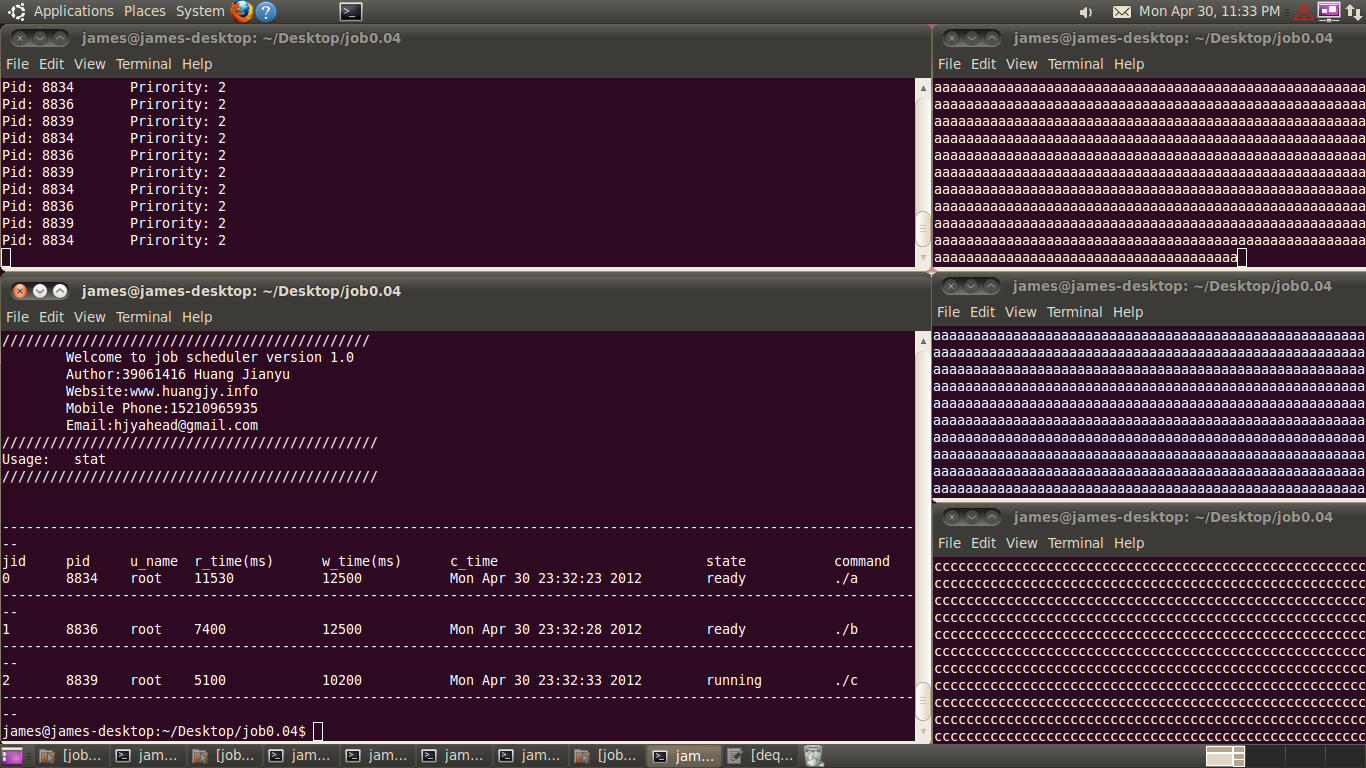 Applications Places System
Mon Apr 30, 11:33 PM
james@james-desktop: ~/Desktop/job0.04
File Edit View Terminal Help
Pid: 8834 Prirority: 2
Pid: 8836 Prirority: 2
Pid: 8839 Prirority: 2
Pid: 8834 Prirority: 2
Pid: 8836 Prirority: 2
Pid: 8839 Prirority: 2
Pid: 8834 Prirority: 2
Pid: 8836 Prirority: 2
Pid: 8839 Prirority: 2
Pid: 8834 Prirority: 2
james@james-desktop: ~/Desktop/job0.04
File Edit View Terminal Help
//////////////////////////////////////////////
Welcome to job scheduler version 1.0
Author:39061416 Huang Jianyu
Website:www.huangjy.info
Mobile Phone:15210965935
Email:hjyahead@gmail.com
///////////////////////////////////////////////
Usage: stat
///////////////////////////////////////////////
jid pid u_name r_time(ms) w_time(ms) c_time state command
0 8834 root 11530 12500 Mon Apr 30 23:32:23 2012 ready ./a
1 8836 root 7400 12500 Mon Apr 30 23:32:28 2012 ready ./b
2 8839 root 5100 10200 Mon Apr 30 23:32:33 2012 running ./c
james@james-desktop:~/Desktop/job0.04$
james@james-desktop: ~/Desktop/job0.04
File Edit View Terminal Help
aaaaaaaaaaaaaaaaaaaaaaaaaaaaaaaaaaaaaaaaaaaaaaaaaaaaaa
aaaaaaaaaaaaaaaaaaaaaaaaaaaaaaaaaaaaaaaaaaaaaaaaaaaaaa
aaaaaaaaaaaaaaaaaaaaaaaaaaaaaaaaaaaaaaaaaaaaaaaaaaaaaa
aaaaaaaaaaaaaaaaaaaaaaaaaaaaaaaaaaaaaaaaaaaaaaaaaaaaaa
aaaaaaaaaaaaaaaaaaaaaaaaaaaaaaaaaaaaaaaaaaaaaaaaaaaaaa
aaaaaaaaaaaaaaaaaaaaaaaaaaaaaaaaaaaaaaaaaaaaaaaaaaaaaa
aaaaaaaaaaaaaaaaaaaaaaaaaaaaaaaaaaaaaaaaaaaaaaaaaaaaaa
aaaaaaaaaaaaaaaaaaaaaaaaaaaaaaaaaaaaaaaaaaaaaaaaaaaaaa
aaaaaaaaaaaaaaaaaaaaaaaaaaaaaaaaaaaaaaaaaaaaaaaaaaaaaa
aaaaaaaaaaaaaaaaaaaaaaaaaaaaaaaaaaaaaaaaaaaaaaaaaaaaaa
aaaaaaaaaaaaaaaaaaaaaaaaaaaaaaaaaaaaaa
james@james-desktop: ~/Desktop/job0.04
File Edit View Terminal Help
aaaaaaaaaaaaaaaaaaaaaaaaaaaaaaaaaaaaaaaaaaaaaaaaaaaaaa
aaaaaaaaaaaaaaaaaaaaaaaaaaaaaaaaaaaaaaaaaaaaaaaaaaaaaa
aaaaaaaaaaaaaaaaaaaaaaaaaaaaaaaaaaaaaaaaaaaaaaaaaaaaaa
aaaaaaaaaaaaaaaaaaaaaaaaaaaaaaaaaaaaaaaaaaaaaaaaaaaaaa
aaaaaaaaaaaaaaaaaaaaaaaaaaaaaaaaaaaaaaaaaaaaaaaaaaaaaa
aaaaaaaaaaaaaaaaaaaaaaaaaaaaaaaaaaaaaaaaaaaaaaaaaaaaaa
aaaaaaaaaaaaaaaaaaaaaaaaaaaaaaaaaaaaaaaaaaaaaaaaaaaaaa
aaaaaaaaaaaaaaaaaaaaaaaaaaaaaaaaaaaaaaaaaaaaaaaaaaaaaa
aaaaaaaaaaaaaaaaaaaaaaaaaaaaaaaaaaaaaaaaaaaaaaaaaaaaaa
aaaaaaaaaaaaaaaaaaaaaaaaaaaaaaaaaaaaaaaaaaaaaaaaaaaaaa
james@james-desktop: ~/Desktop/job0.04
File Edit View Terminal Help
cccccccccccccccccccccccccccccccccccccccccccccccccccccc
cccccccccccccccccccccccccccccccccccccccccccccccccccccc
cccccccccccccccccccccccccccccccccccccccccccccccccccccc
cccccccccccccccccccccccccccccccccccccccccccccccccccccc
cccccccccccccccccccccccccccccccccccccccccccccccccccccc
cccccccccccccccccccccccccccccccccccccccccccccccccccccc
cccccccccccccccccccccccccccccccccccccccccccccccccccccc
cccccccccccccccccccccccccccccccccccccccccccccccccccccc
cccccccccccccccccccccccccccccccccccccccccccccccccccccc
cccccccccccccccccccccccccccccccccccccccccccccccccccccc
cccccccccccccccccccccccccccccccccccccccccccccccccccccc
[job... jam... [job... jam... jam... jam... jam... [job... jam... [deq...